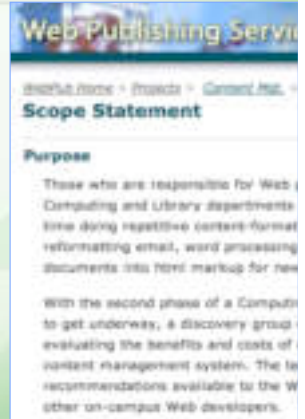 Web Publishing Servi
WebPub Home > Projects > Content Mgt. >
Scope Statement
Purpose
Those who are responsible for Web p
Computing and Library departments
time doing repetitive content-format
reformatting email, word processing
documents into html markup for new
With the second phase of a Computin
to get underway, a discovery group
evaluating the benefits and costs of
content management system. The te
recommendations available to the W
other on-campus Web developers.